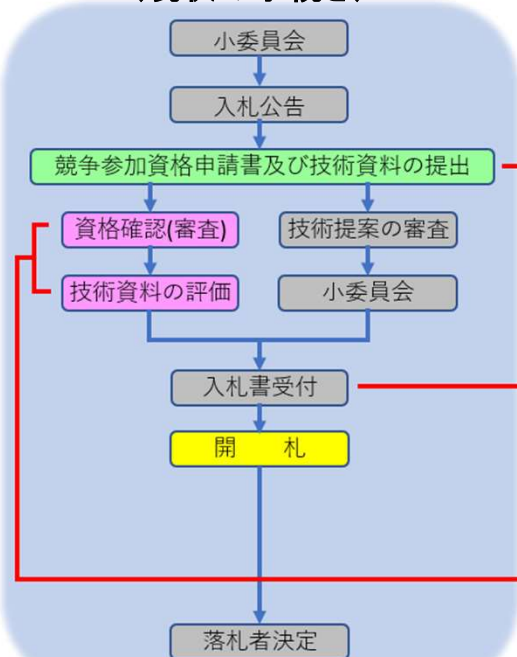 小委員会
入札公告
競争参加資格申請書及び技術資料の提出
資格確認(審査)
技術提案の審査
技術資料の評価
小委員会
入札書受付
開　　札
落札者決定